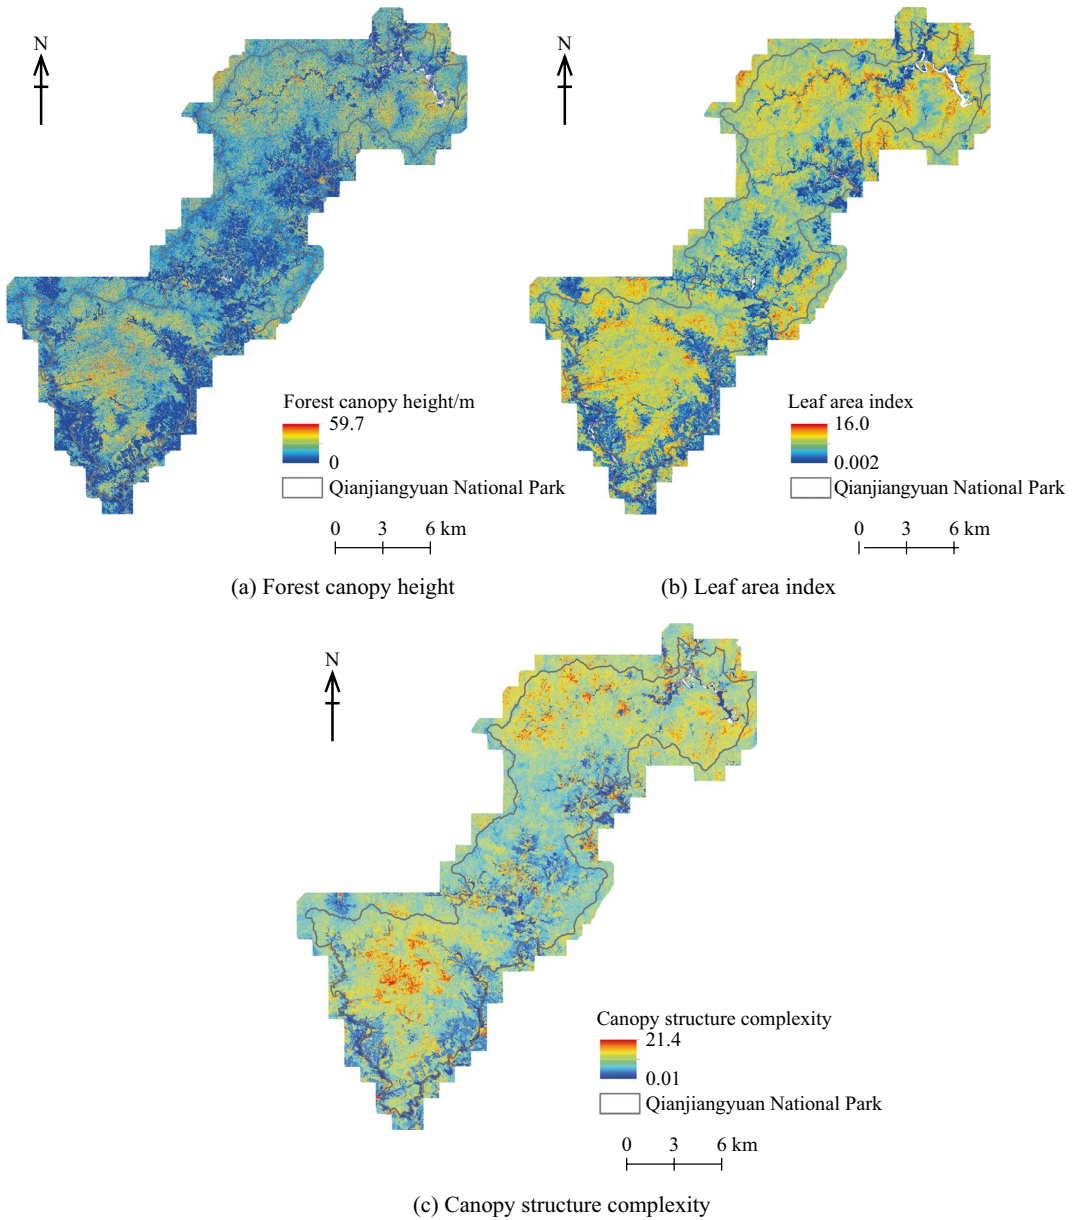 N
Forest canopy height/m
59.7
0
Qianjiangyuan National Park
0 3 6 km
(a) Forest canopy height
N
Leaf area index
16.0
0.002
Qianjiangyuan National Park
0 3 6 km
(b) Leaf area index
N
Canopy structure complexity
21.4
0.01
Qianjiangyuan National Park
0 3 6 km
(c) Canopy structure complexity